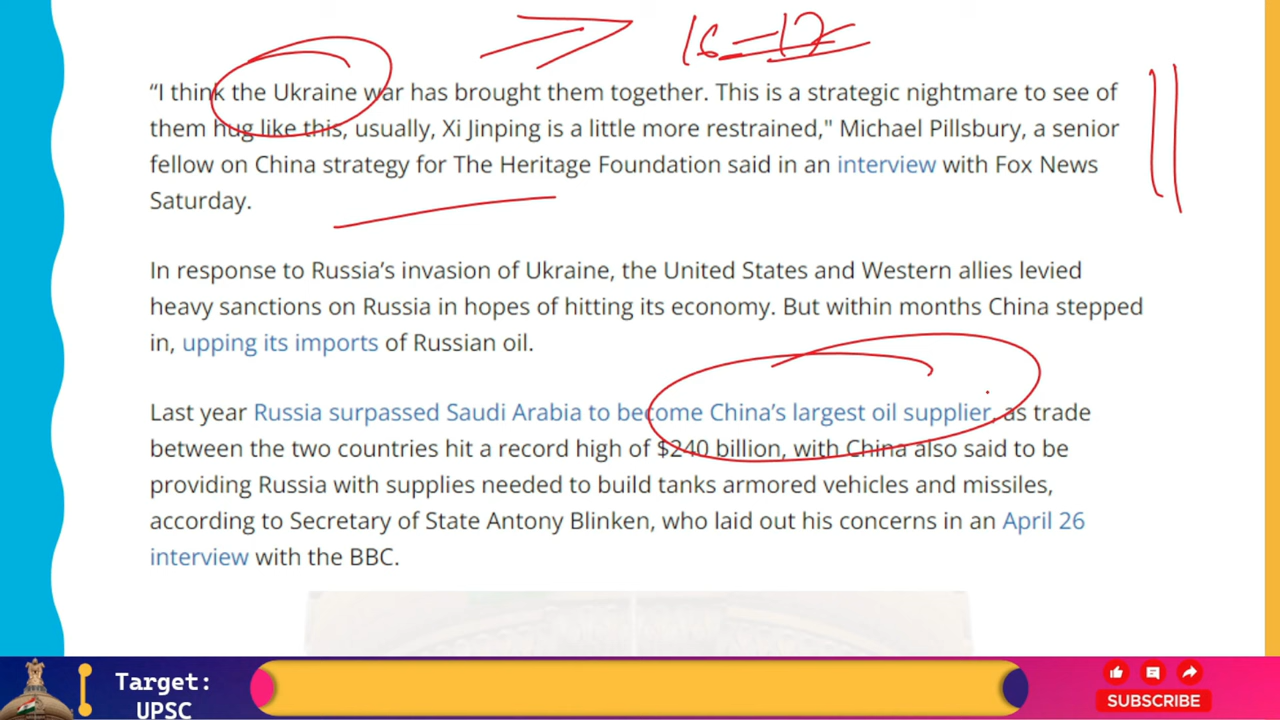 16-17
“I think the Ukraine war has brought them together. This is a strategic nightmare to see of
them hug like this, usually, Xi Jinping is a little more restrained," Michael Pillsbury, a senior
fellow on China strategy for The Heritage Foundation said in an interview with Fox News
Saturday.
In response to Russia’s invasion of Ukraine, the United States and Western allies levied
heavy sanctions on Russia in hopes of hitting its economy. But within months China stepped
in, upping its imports of Russian oil.
Last year Russia surpassed Saudi Arabia to become China’s largest oil supplier, as trade
between the two countries hit a record high of $240 billion, with China also said to be
providing Russia with supplies needed to build tanks armored vehicles and missiles,
according to Secretary of State Antony Blinken, who laid out his concerns in an April 26
interview with the BBC.
Target:
UPSC
SUBSCRIBE